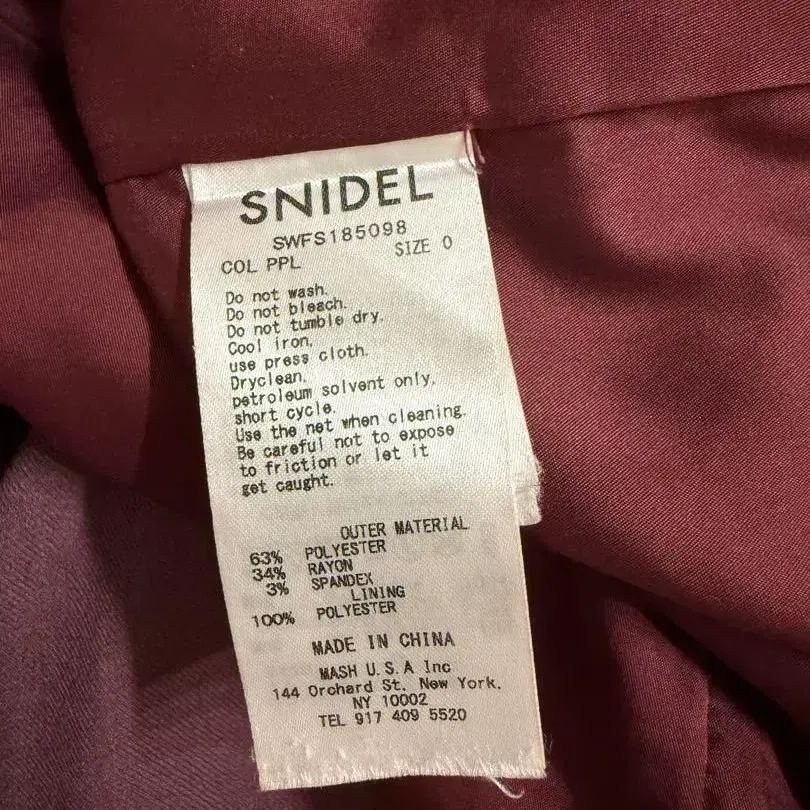 SNIDEL
SWFS185098
COL PPL SIZE 0
Do not wash.
Do not bleach.
Do not tumble dry.
Cool iron,
use press cloth.
Dryclean,
petroleum solvent only,
short cycle.
Use the net when cleaning.
Be careful not to expose
to friction or let it
get caught.
OUTER MATERIAL
63% POLYESTER
34% RAYON
3% SPANDEX
LINING
100% POLYESTER
MADE IN CHINA
MASH U.S.A Inc
144 Orchard St, New York,
NY 10002
TEL 917 409 5520